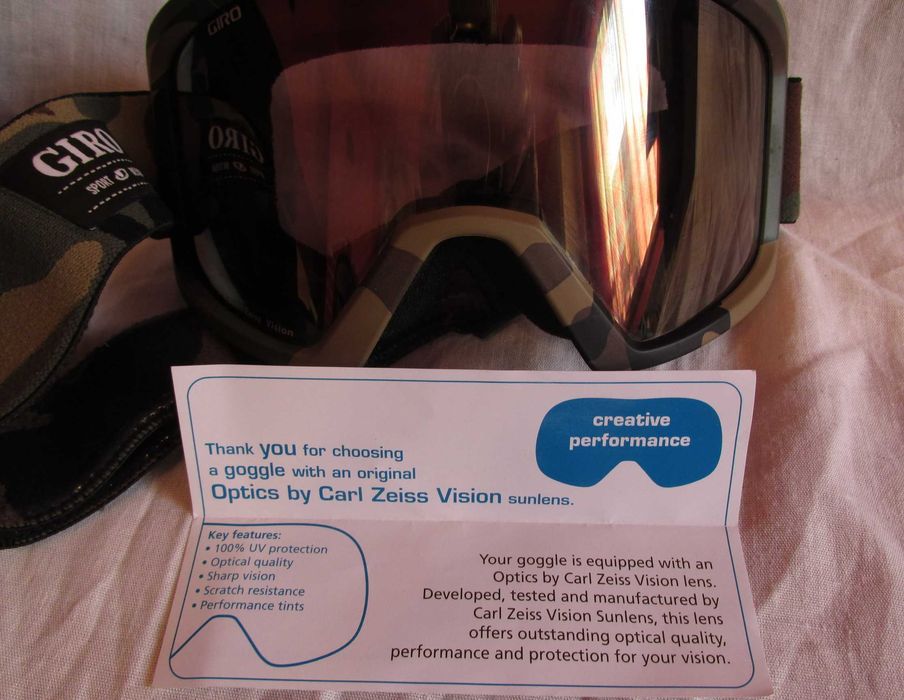 GIRO
GIRO
SPORT
GIRO
Vision
Thank you for choosing
a goggle with an original
Optics by Carl Zeiss Vision sunlens.
creative
performance
Key features:
• 100% UV protection
• Optical quality
• Sharp vision
• Scratch resistance
• Performance tints
Your goggle is equipped with an
Optics by Carl Zeiss Vision lens.
Developed, tested and manufactured by
Carl Zeiss Vision Sunlens, this lens
offers outstanding optical quality,
performance and protection for your vision.